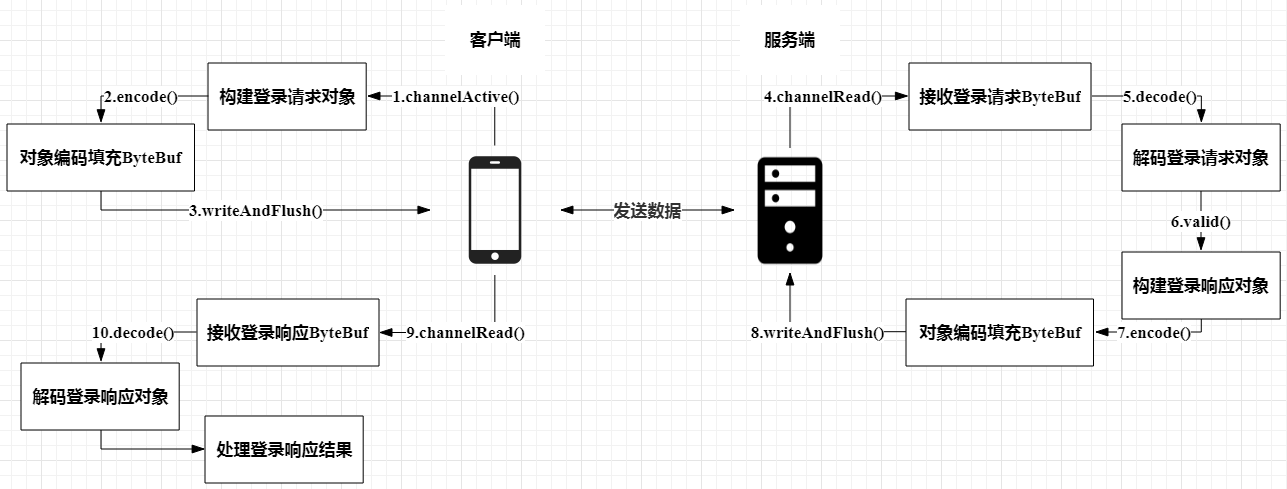 客户端
服务端
2.encode()
构建登录请求对象
1.channelActive()
4.channelRead()
接收登录请求ByteBuf
5.decode()
对象编码填充ByteBuf
解码登录请求对象
3.writeAndFlush()
发送数据
6.valid()
构建登录响应对象
10.decode()
接收登录响应ByteBuf
9.channelRead()
8.writeAndFlush()
对象编码填充ByteBuf
7.encode()
解码登录响应对象
处理登录响应结果